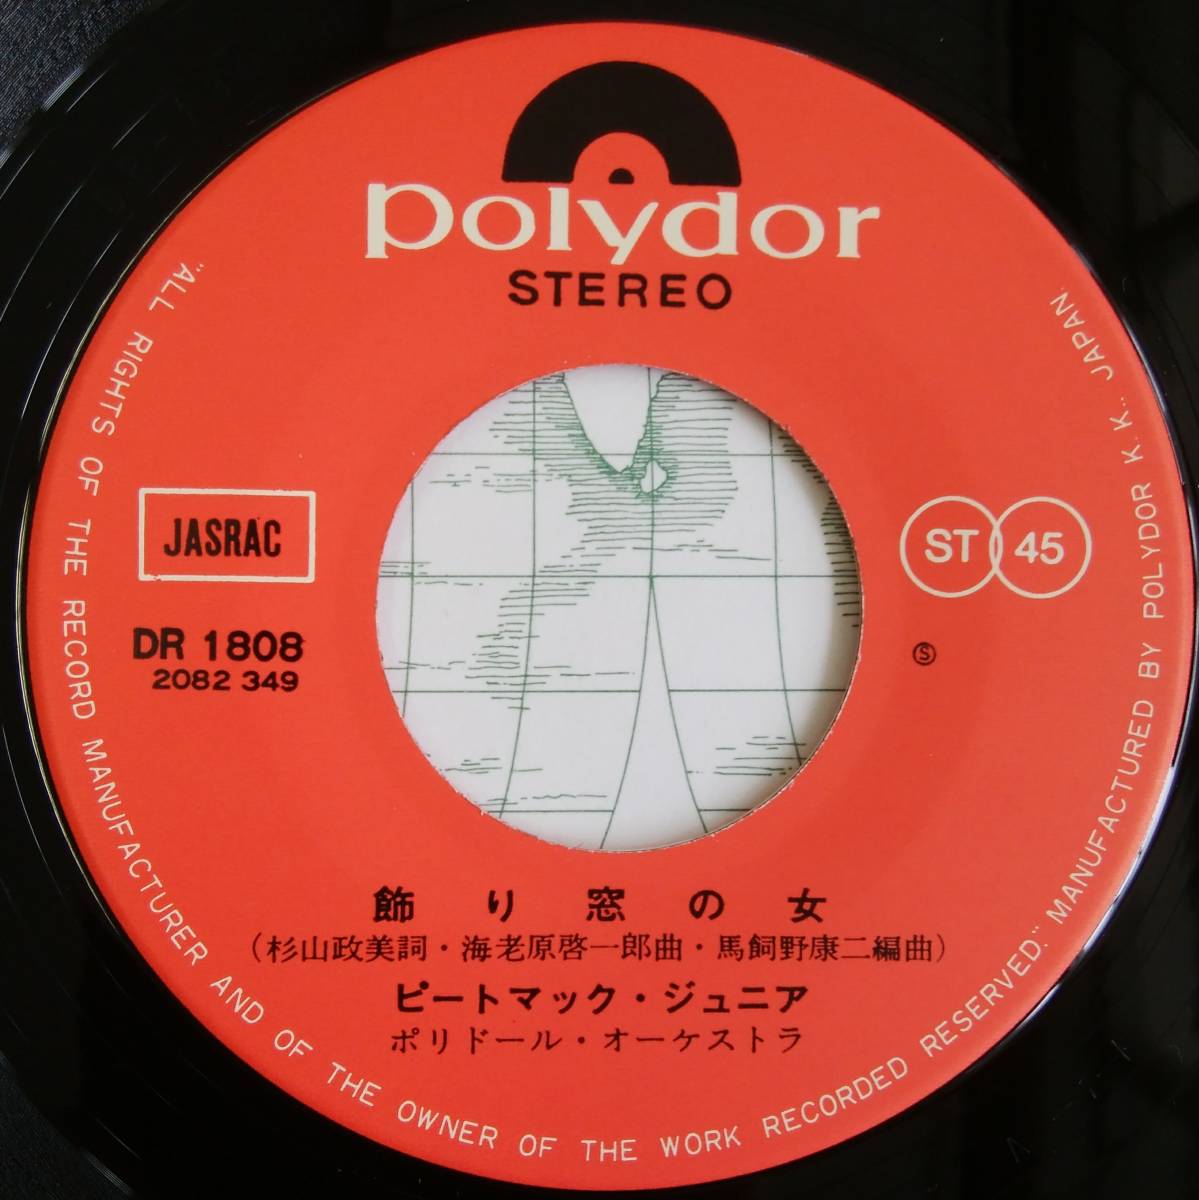 polydor
STEREO
JASRAC
DR 1808
2082 349
ST 45
Ⓢ
飾り窓の女
(杉山政美詞・海老原啓一郎曲・馬飼野康二編曲)
ピートマック・ジュニア
ポリドール・オーケストラ
"ALL RIGHTS OF THE RECORD MANUFACTURER AND OF THE OWNER OF THE WORK RECORDED RESERVED." MANUFACTURED BY POLYDOR K.K., JAPAN.